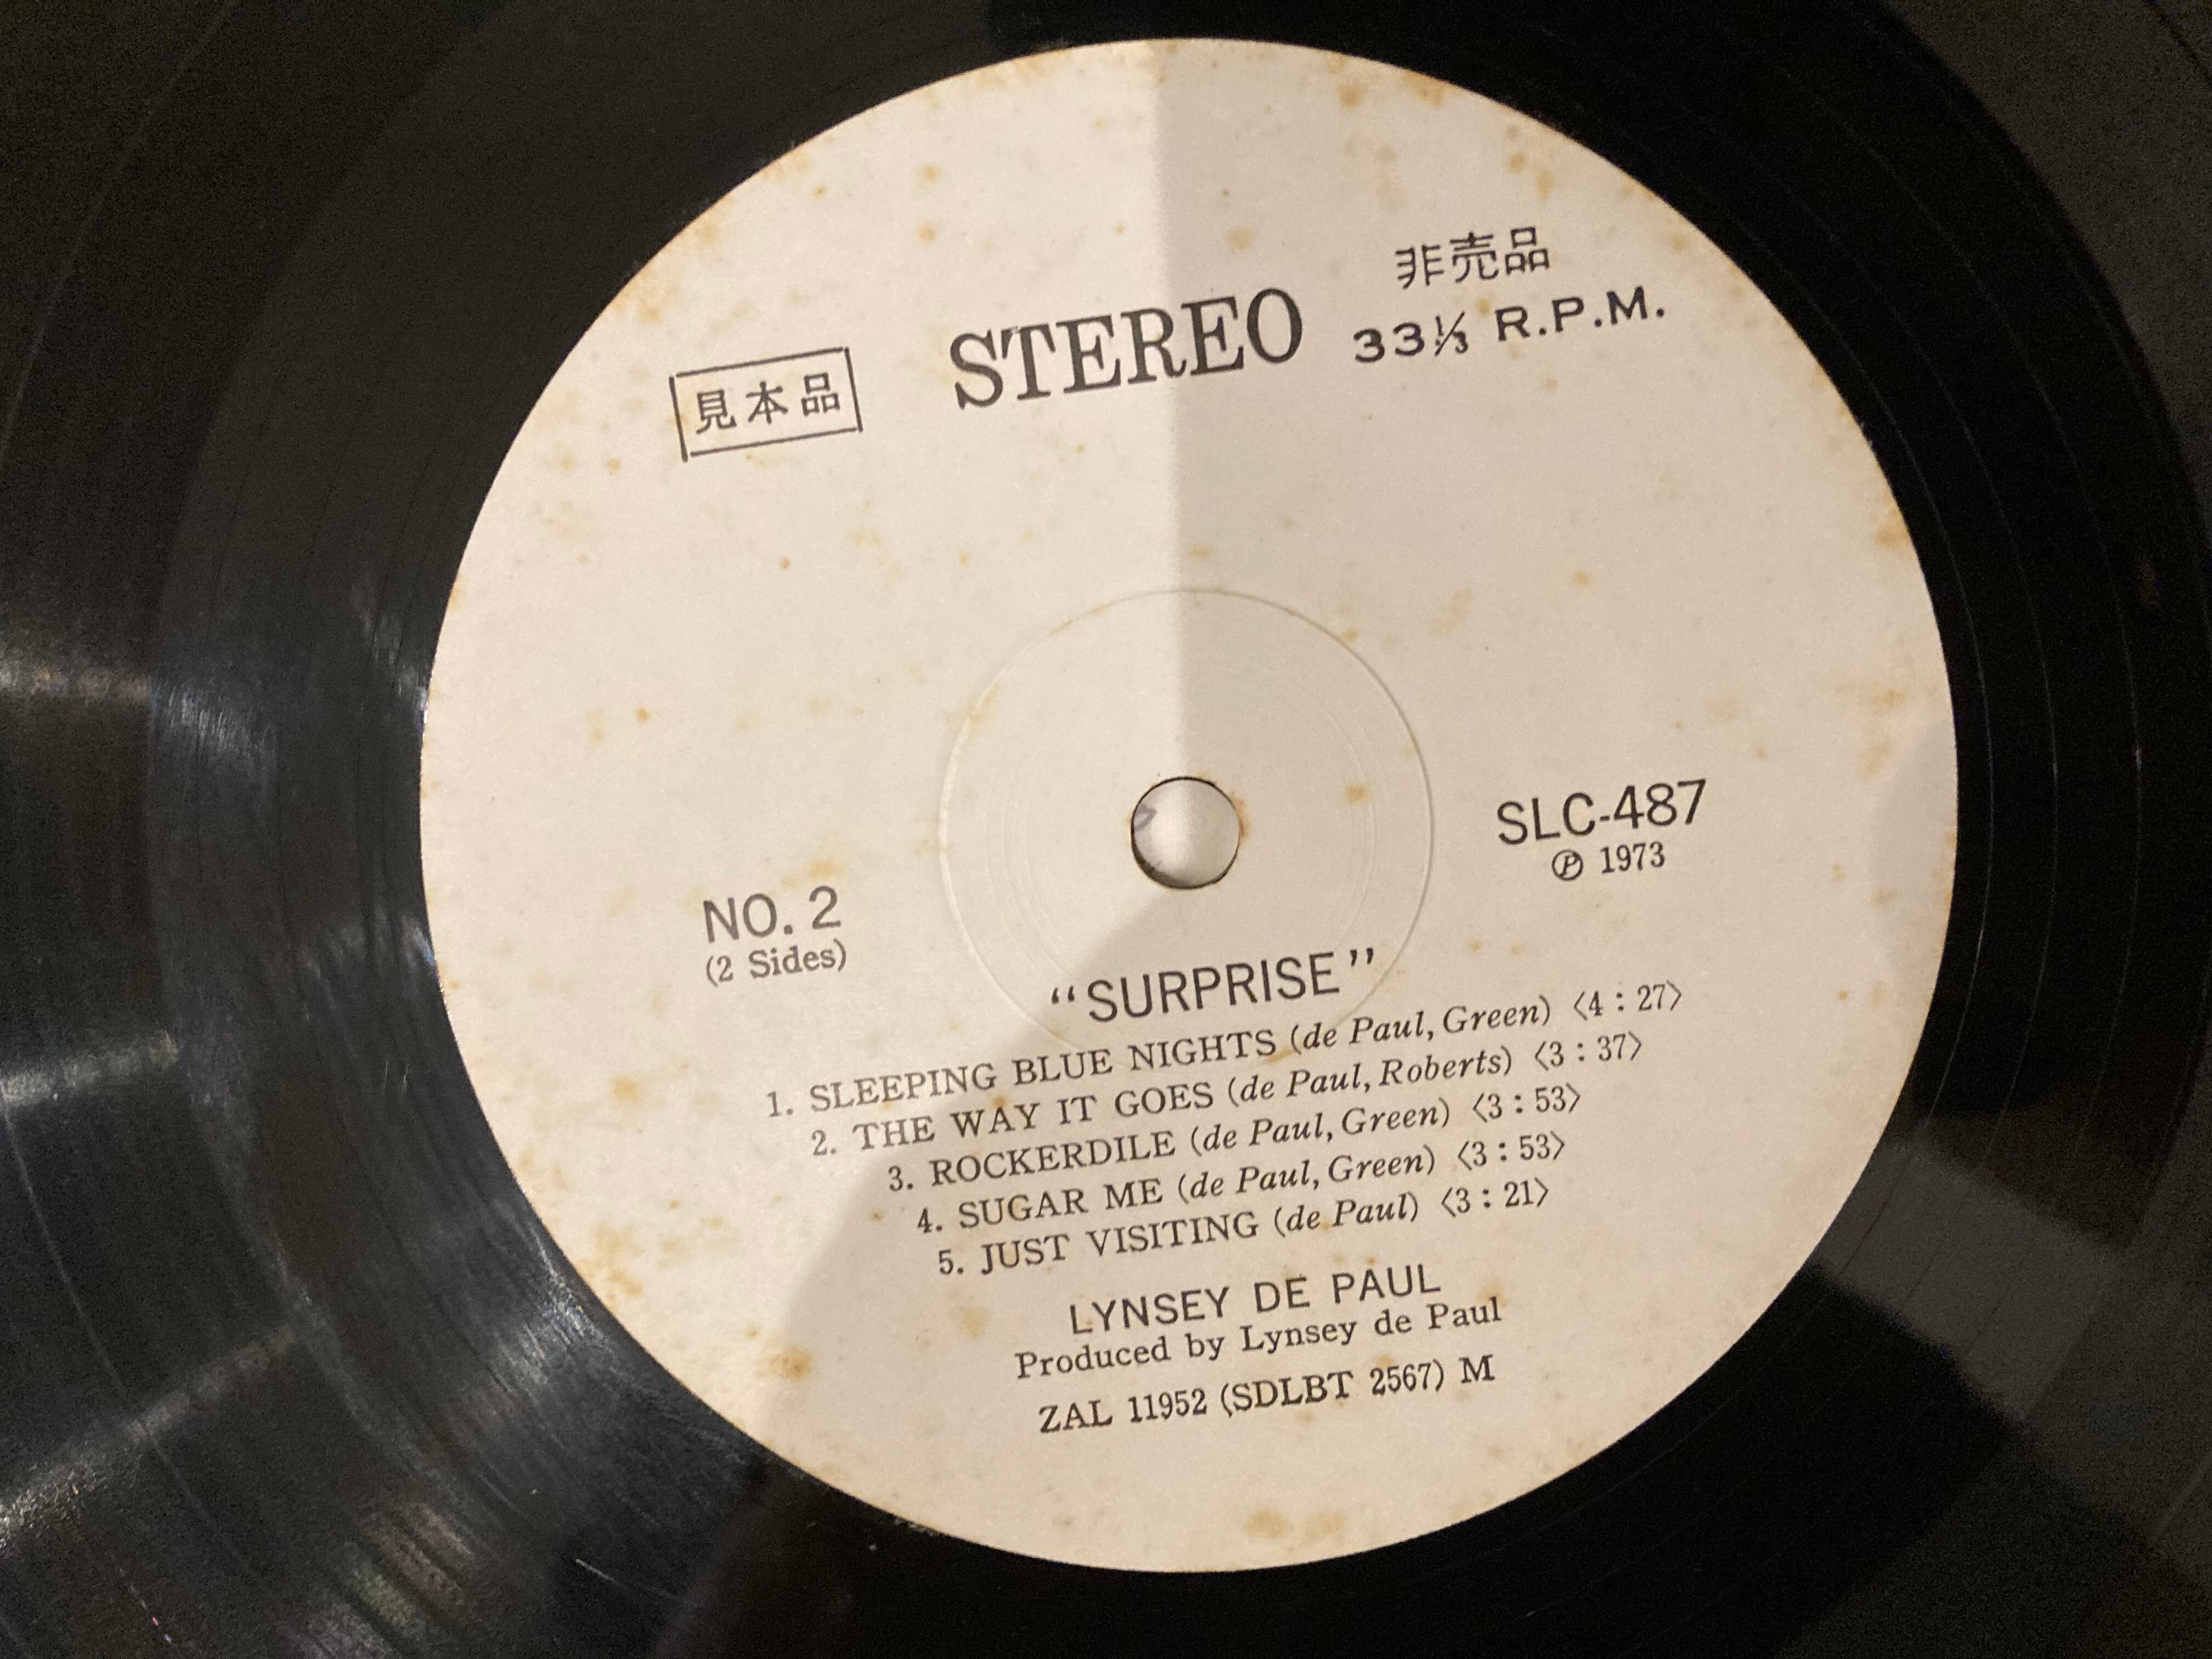 非売品
見本品
STEREO
33⅓ R.P.M.
SLC-487
Ⓟ 1973
NO. 2
(2 Sides)
“SURPRISE”
1. SLEEPING BLUE NIGHTS (de Paul, Green) 〈4 : 27〉
2. THE WAY IT GOES (de Paul, Roberts) 〈3 : 37〉
3. ROCKERDILE (de Paul, Green) 〈3 : 53〉
4. SUGAR ME (de Paul, Green) 〈3 : 53〉
5. JUST VISITING (de Paul) 〈3 : 21〉
LYNSEY DE PAUL
Produced by Lynsey de Paul
ZAL 11952 (SDLBT 2567) M